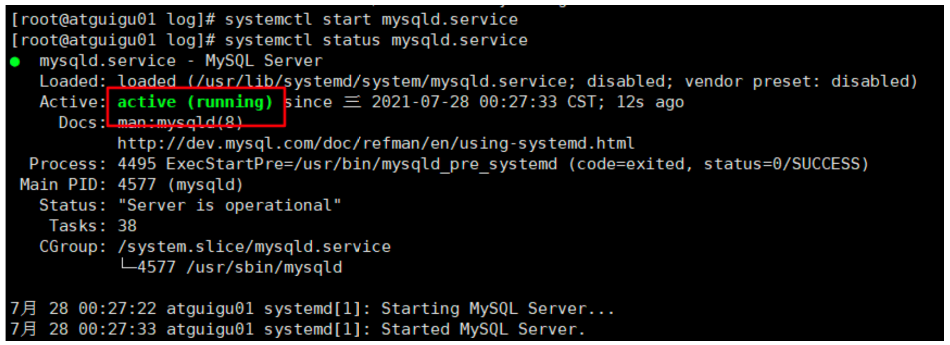 [root@atguigu01 log]# systemctl start mysqld.service
[root@atguigu01 log]# systemctl status mysqld.service
● mysqld.service - MySQL Server
Loaded: loaded (/usr/lib/systemd/system/mysqld.service; disabled; vendor preset: disabled)
Active: active (running) since 三 2021-07-28 00:27:33 CST; 12s ago
Docs: man:mysqld(8)
http://dev.mysql.com/doc/refman/en/using-systemd.html
Process: 4495 ExecStartPre=/usr/bin/mysqld_pre_systemd (code=exited, status=0/SUCCESS)
Main PID: 4577 (mysqld)
Status: "Server is operational"
Tasks: 38
CGroup: /system.slice/mysqld.service
└─4577 /usr/sbin/mysqld
7月 28 00:27:22 atguigu01 systemd[1]: Starting MySQL Server...
7月 28 00:27:33 atguigu01 systemd[1]: Started MySQL Server.